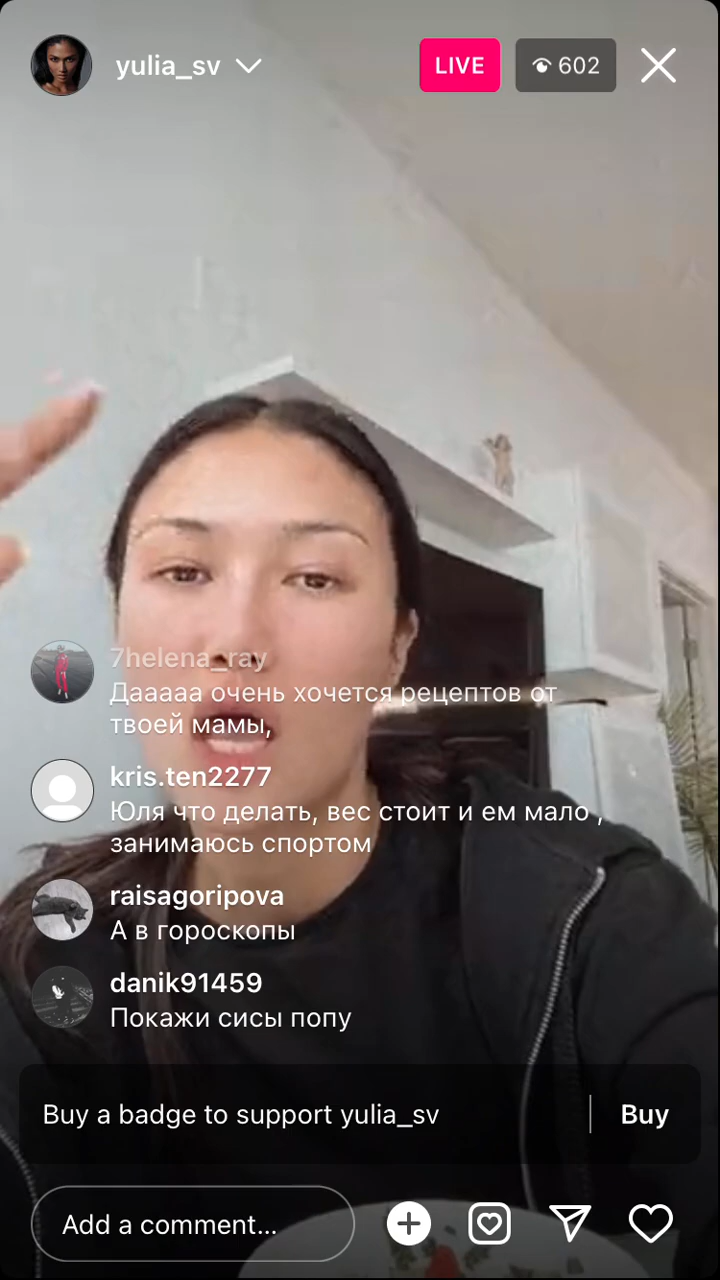 yulia_sv
LIVE
602
7helena_ray
Дааааа очень хочется рецептов от
твоей мамы,
kris.ten2277
Юля что делать, вес стоит и ем мало ,
занимаюсь спортом
raisagoripova
А в гороскопы
danik91459
Покажи сисы попу
Buy a badge to support yulia_sv
Buy
Add a comment...